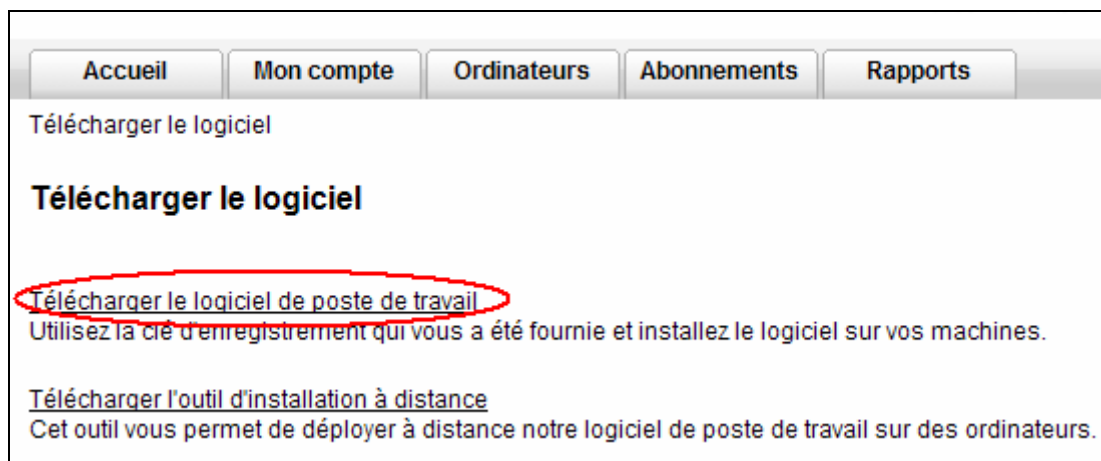 Accueil Mon compte Ordinateurs Abonnements Rapports
Télécharger le logiciel
Télécharger le logiciel
Télécharger le logiciel de poste de travail
Utilisez la clé d'enregistrement qui vous a été fournie et installez le logiciel sur vos machines.
Télécharger l'outil d'installation à distance
Cet outil vous permet de déployer à distance notre logiciel de poste de travail sur des ordinateurs.